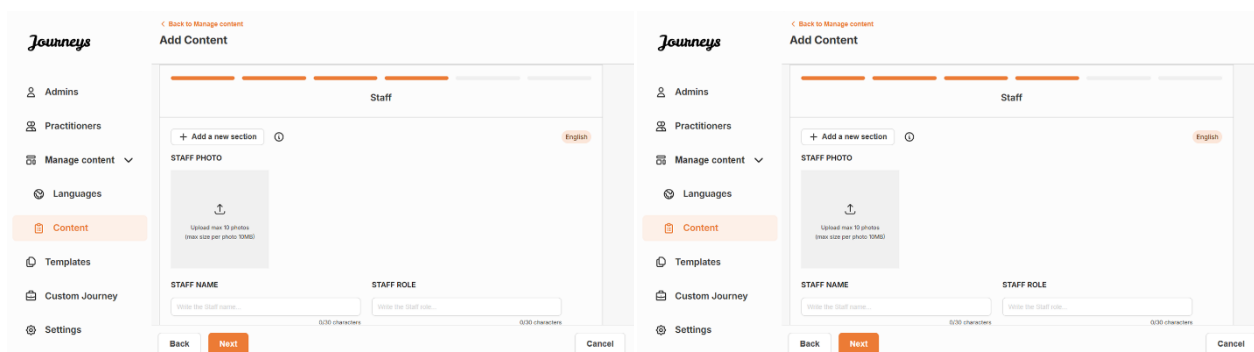 Back to Manage content
Journeys
Add Content
Admins
Staff
Practitioners
+ Add a new section
English
Manage content
STAFF PHOTO
Languages
Upload max 10 photos
(max size per photo 10MB)
Content
Templates
STAFF NAME
STAFF ROLE
Custom Journey
Write the Staff name...
Write the Staff role...
0/30 characters
0/30 characters
Settings
Back
Next
Cancel
Back to Manage content
Journeys
Add Content
Admins
Staff
Practitioners
+ Add a new section
English
Manage content
STAFF PHOTO
Languages
Upload max 10 photos
(max size per photo 10MB)
Content
Templates
STAFF NAME
STAFF ROLE
Custom Journey
Write the Staff name...
Write the Staff role...
0/30 characters
0/30 characters
Settings
Back
Next
Cancel